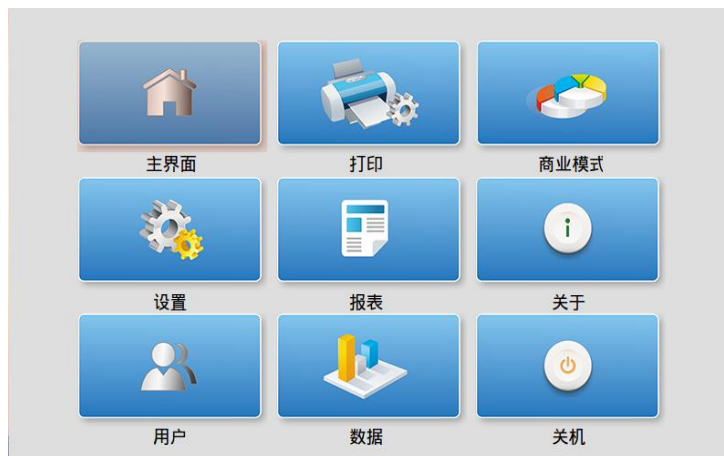 主界面 打印 商业模式
设置 报表 关于
用户 数据 关机